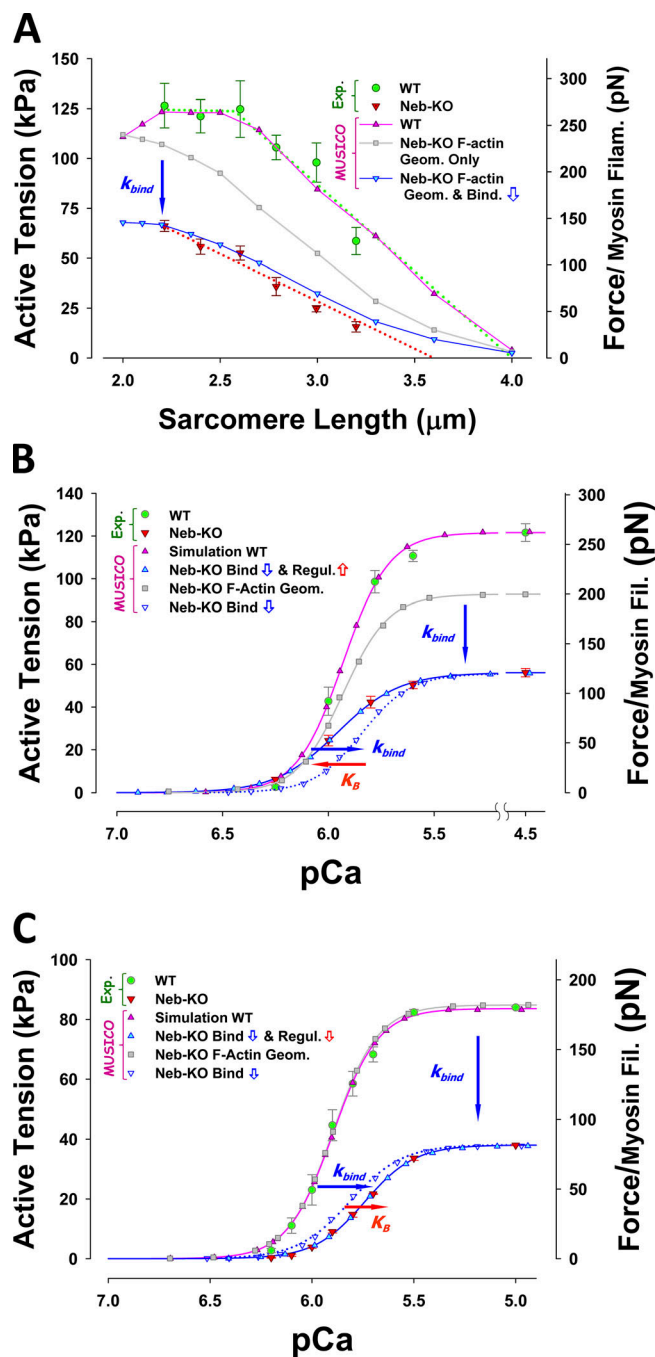 A
Active Tension (kPa)
150
125
100
75
50
25
0
Exp.
WT
Neb-KO
MUSICO
WT
Neb-KO F-actin
Geom. Only
Neb-KO F-actin
Geom. & Bind. ⇩
k_bind
300
250
200
150
100
50
0
Force/Myosin Filam. (pN)
2.0 2.5 3.0 3.5 4.0
Sarcomere Length (μm)
B
Active Tension (kPa)
140
120
100
80
60
40
20
0
Exp.
WT
Neb-KO
MUSICO
Simulation WT
Neb-KO Bind ⇩ & Regul. ⇧
Neb-KO F-Actin Geom.
Neb-KO Bind ⇩
k_bind
k_bind
K_B
300
250
200
150
100
50
0
Force/Myosin Fil. (pN)
7.0 6.5 6.0 5.5 4.5
pCa
C
Active Tension (kPa)
100
80
60
40
20
0
Exp.
WT
Neb-KO
MUSICO
Simulation WT
Neb-KO Bind ⇩ & Regul. ⇩
Neb-KO F-Actin Geom.
Neb-KO Bind ⇩
k_bind
k_bind
K_B
200
150
100
50
0
Force/Myosin Fil. (pN)
7.0 6.5 6.0 5.5 5.0
pCa